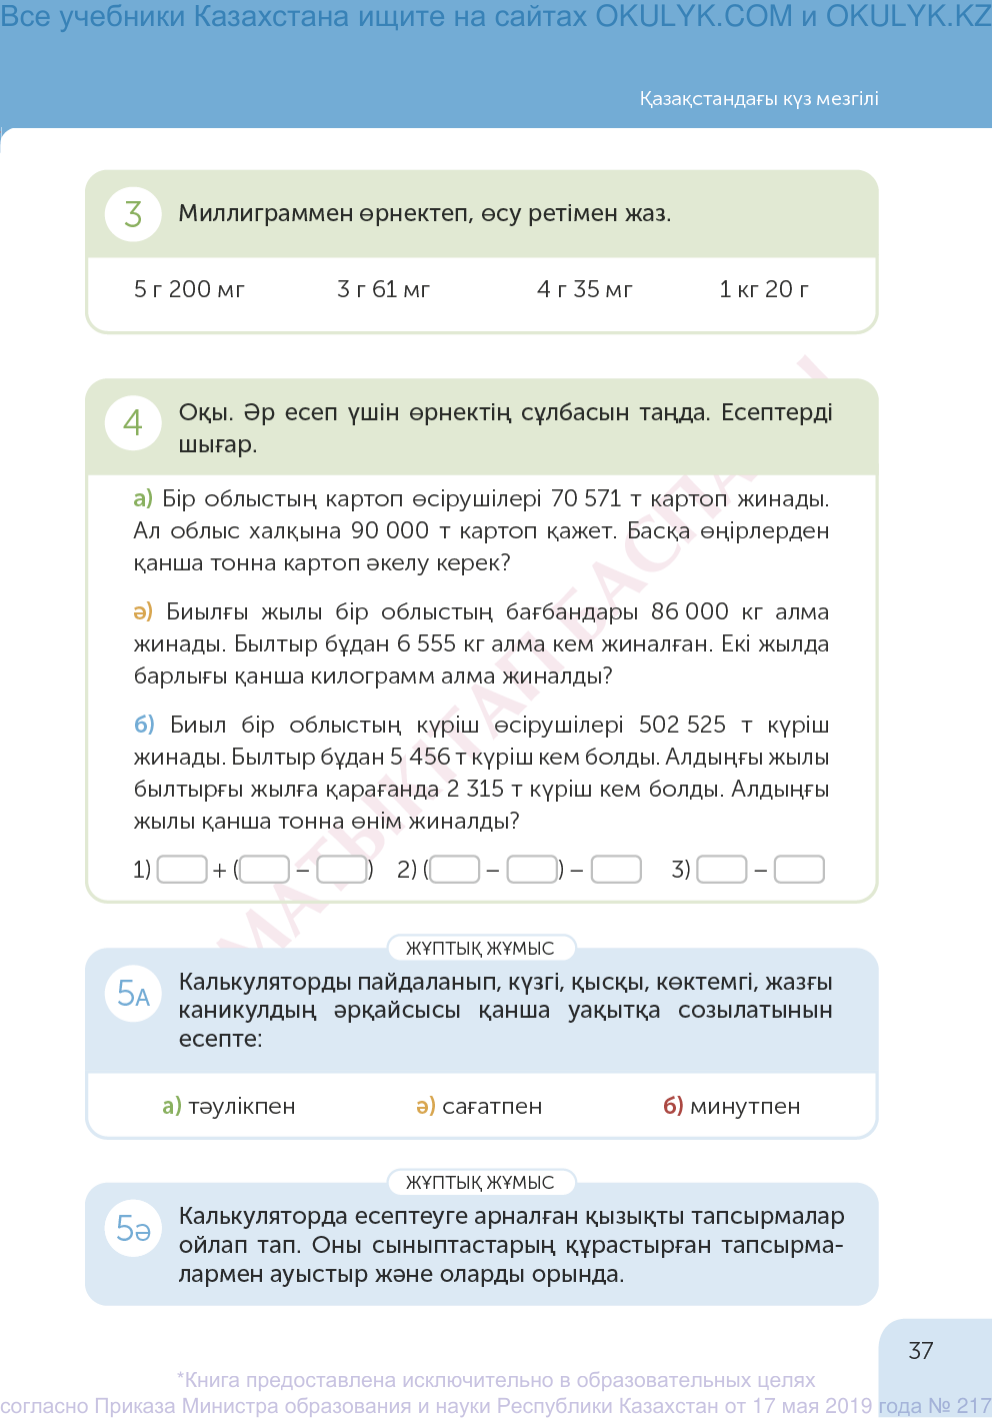 Все учебники Казахстана ищите на сайтах OKULYK.COM и OKULYK.KZ
Қазақстандағы күз мезгілі
3 Миллиграммен өрнектеп, өсу ретімен жаз.
5 г 200 мг 3 г 61 мг 4 г 35 мг 1 кг 20 г
4 Оқы. Әр есеп үшін өрнектің сұлбасын таңда. Есептерді
шығар.
а) Бір облыстың картоп өсірушілері 70 571 т картоп жинады.
Ал облыс халқына 90 000 т картоп қажет. Басқа өңірлерден
қанша тонна картоп әкелу керек?
ә) Биылғы жылы бір облыстың бағбандары 86 000 кг алма
жинады. Былтыр бұдан 6 555 кг алма кем жиналған. Екі жылда
барлығы қанша килограмм алма жиналды?
б) Биыл бір облыстың күріш өсірушілері 502 525 т күріш
жинады. Былтыр бұдан 5 456 т күріш кем болды. Алдыңғы жылы
былтырғы жылға қарағанда 2 315 т күріш кем болды. Алдыңғы
жылы қанша тонна өнім жиналды?
1) + ( – ) 2) ( – ) – 3) –
ЖҰПТЫҚ ЖҰМЫС
5А Калькуляторды пайдаланып, күзгі, қысқы, көктемгі, жазғы
каникулдың әрқайсысы қанша уақытқа созылатынын
есепте:
а) тәулікпен ә) сағатпен б) минутпен
ЖҰПТЫҚ ЖҰМЫС
5Ә Калькуляторда есептеуге арналған қызықты тапсырмалар
ойлап тап. Оны сыныптастарың құрастырған тапсырма-
лармен ауыстыр және оларды орында.
37
*Книга предоставлена исключительно в образовательных целях
согласно Приказа Министра образования и науки Республики Казахстан от 17 мая 2019 года № 217